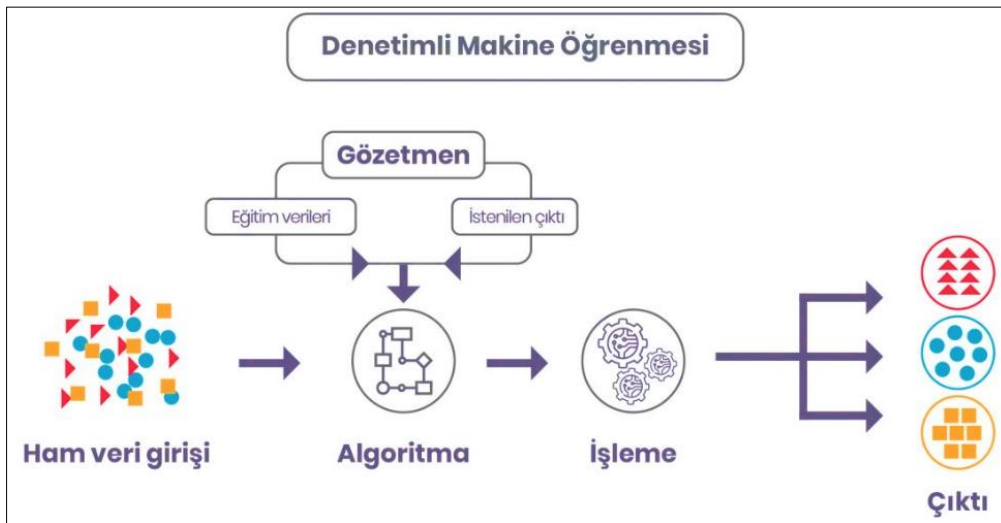 Denetimli Makine Öğrenmesi
Gözetmen
Eğitim verileri
İstenilen çıktı
Ham veri girişi
Algoritma
İşleme
Çıktı